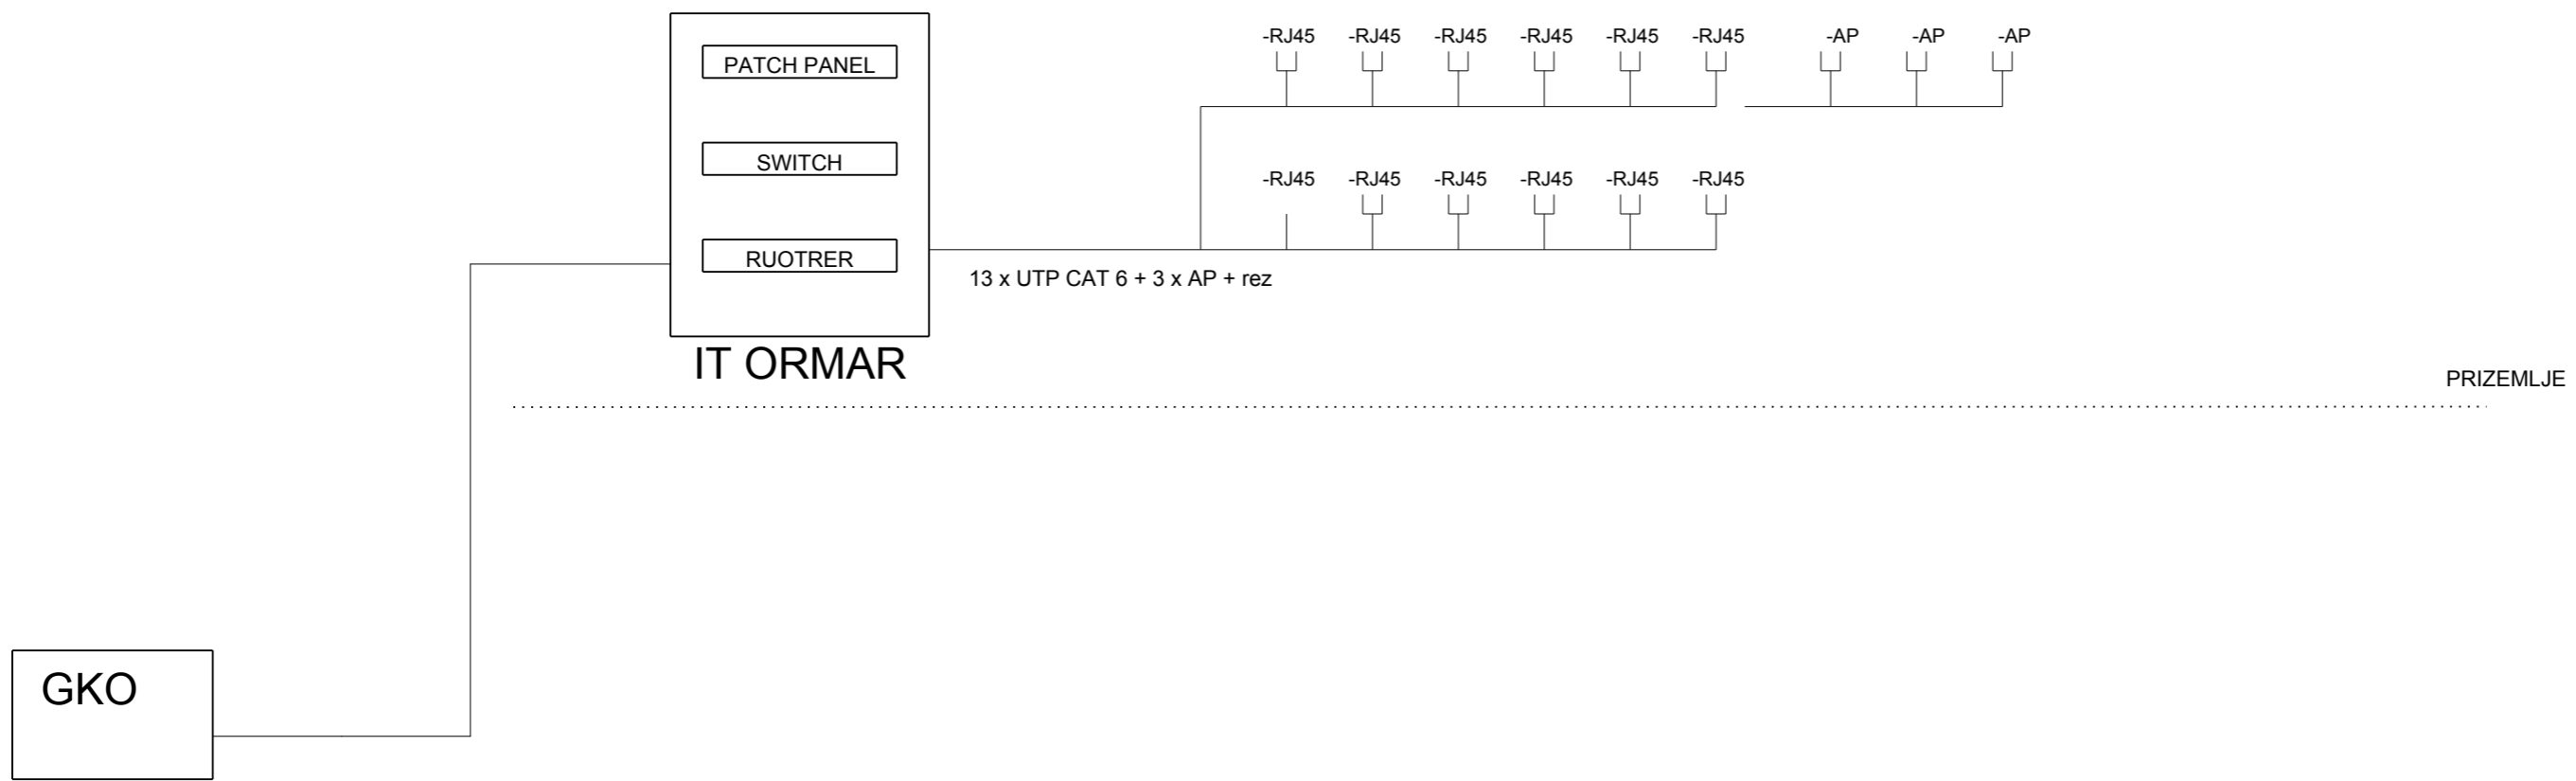 -RJ45 -RJ45 -RJ45 -RJ45 -RJ45 -RJ45 -AP -AP -AP
PATCH PANEL
SWITCH
-RJ45 -RJ45 -RJ45 -RJ45 -RJ45 -RJ45
RUOTRER
13 x UTP CAT 6 + 3 x AP + rez
IT ORMAR
PRIZEMLJE
GKO